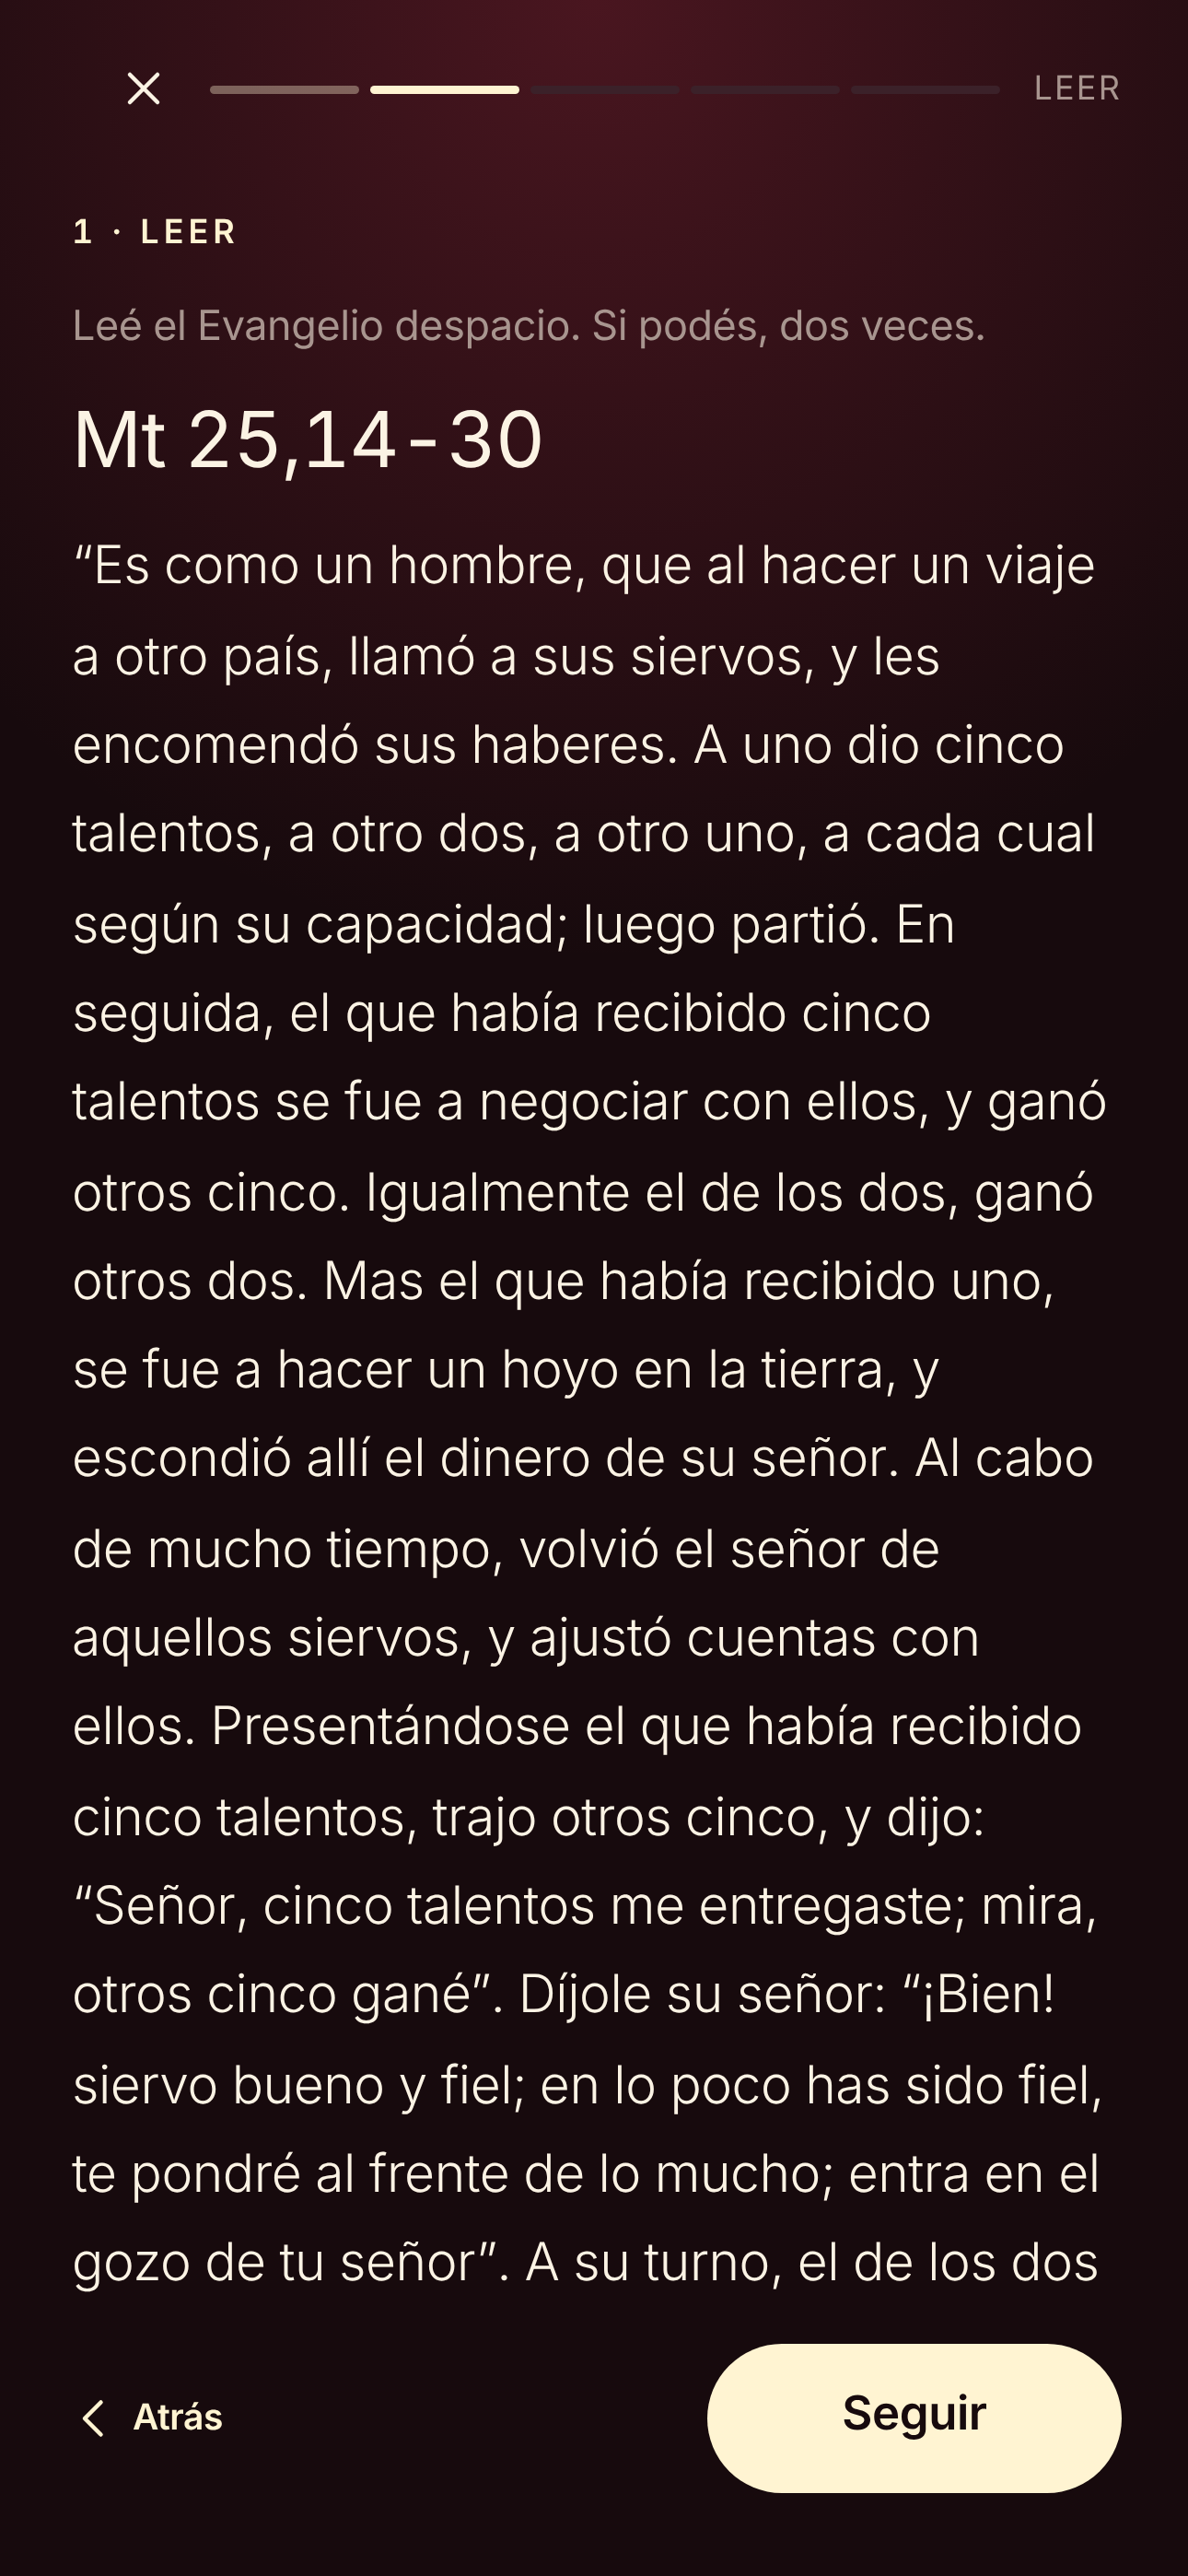 LEER
1 · LEER
Leé el Evangelio despacio. Si podés, dos veces.
Mt 25,14-30
“Es como un hombre, que al hacer un viaje
a otro país, llamó a sus siervos, y les
encomendó sus haberes. A uno dio cinco
talentos, a otro dos, a otro uno, a cada cual
según su capacidad; luego partió. En
seguida, el que había recibido cinco
talentos se fue a negociar con ellos, y ganó
otros cinco. Igualmente el de los dos, ganó
otros dos. Mas el que había recibido uno,
se fue a hacer un hoyo en la tierra, y
escondió allí el dinero de su señor. Al cabo
de mucho tiempo, volvió el señor de
aquellos siervos, y ajustó cuentas con
ellos. Presentándose el que había recibido
cinco talentos, trajo otros cinco, y dijo:
“Señor, cinco talentos me entregaste; mira,
otros cinco gané”. Díjole su señor: “¡Bien!
siervo bueno y fiel; en lo poco has sido fiel,
te pondré al frente de lo mucho; entra en el
gozo de tu señor”. A su turno, el de los dos
Atrás
Seguir